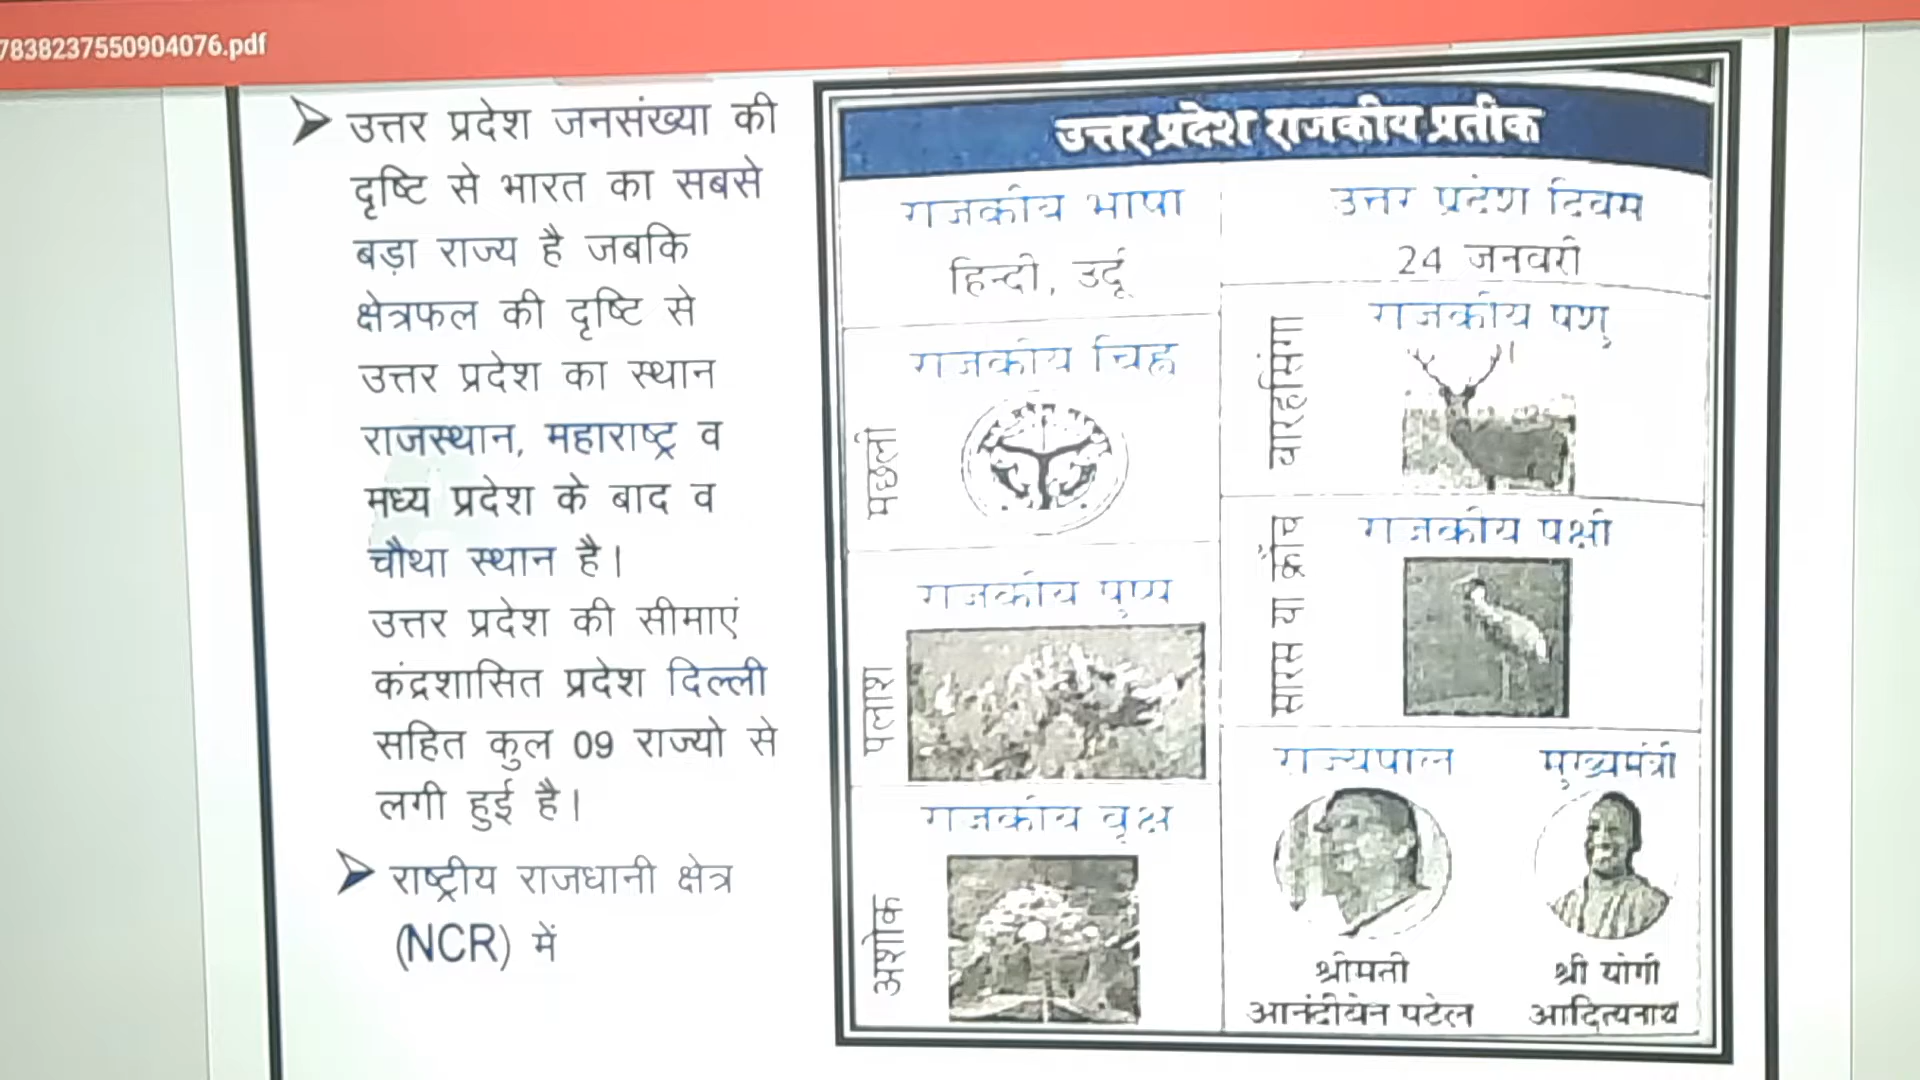 7838237550904076.pdf
➤ उत्तर प्रदेश जनसंख्या की
दृष्टि से भारत का सबसे
बड़ा राज्य है जबकि
क्षेत्रफल की दृष्टि से
उत्तर प्रदेश का स्थान
राजस्थान, महाराष्ट्र व
मध्य प्रदेश के बाद व
चौथा स्थान है।
उत्तर प्रदेश की सीमाएं
कंद्रशासित प्रदेश दिल्ली
सहित कुल 09 राज्यो से
लगी हुई है।
➤ राष्ट्रीय राजधानी क्षेत्र
(NCR) में
उत्तर प्रदेश राजकीय प्रतीक
राजकीय भाषा
हिन्दी, उर्दू
राजकीय चिह्न
मछली
राजकीय पुष्प
पलाश
राजकीय वृक्ष
अशोक
उत्तर प्रदेश दिवस
24 जनवरी
राजकीय पशु
बारहसिंगा
राजकीय पक्षी
सारस या क्रौंच
राज्यपाल
श्रीमती
आनंदीबेन पटेल
मुख्यमंत्री
श्री योगी
आदित्यनाथ